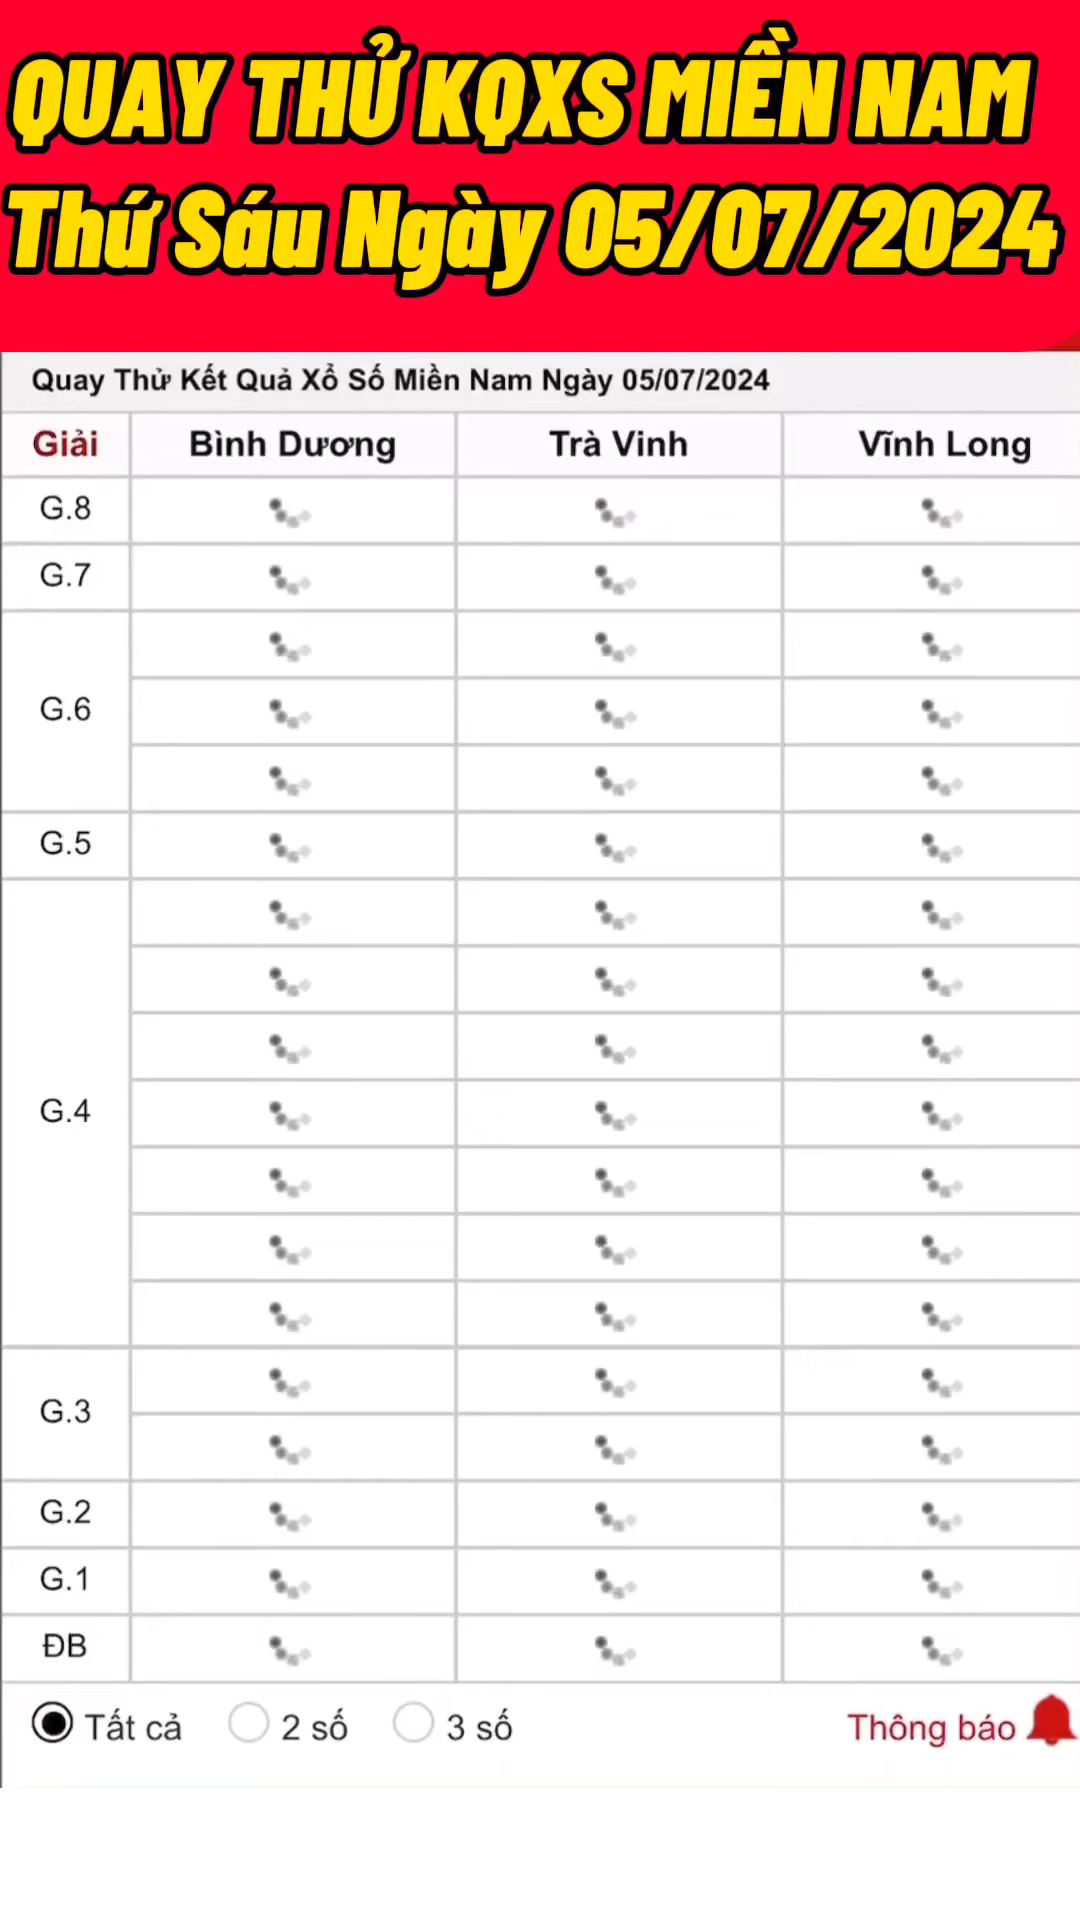 QUAY THỬ KQXS MIỀN NAM
Thứ Sáu Ngày 05/07/2024
Quay Thử Kết Quả Xổ Số Miền Nam Ngày 05/07/2024
Giải Bình Dương Trà Vinh Vĩnh Long
G.8
G.7
G.6
G.5
G.4
G.3
G.2
G.1
ĐB
Tất cả 2 số 3 số Thông báo